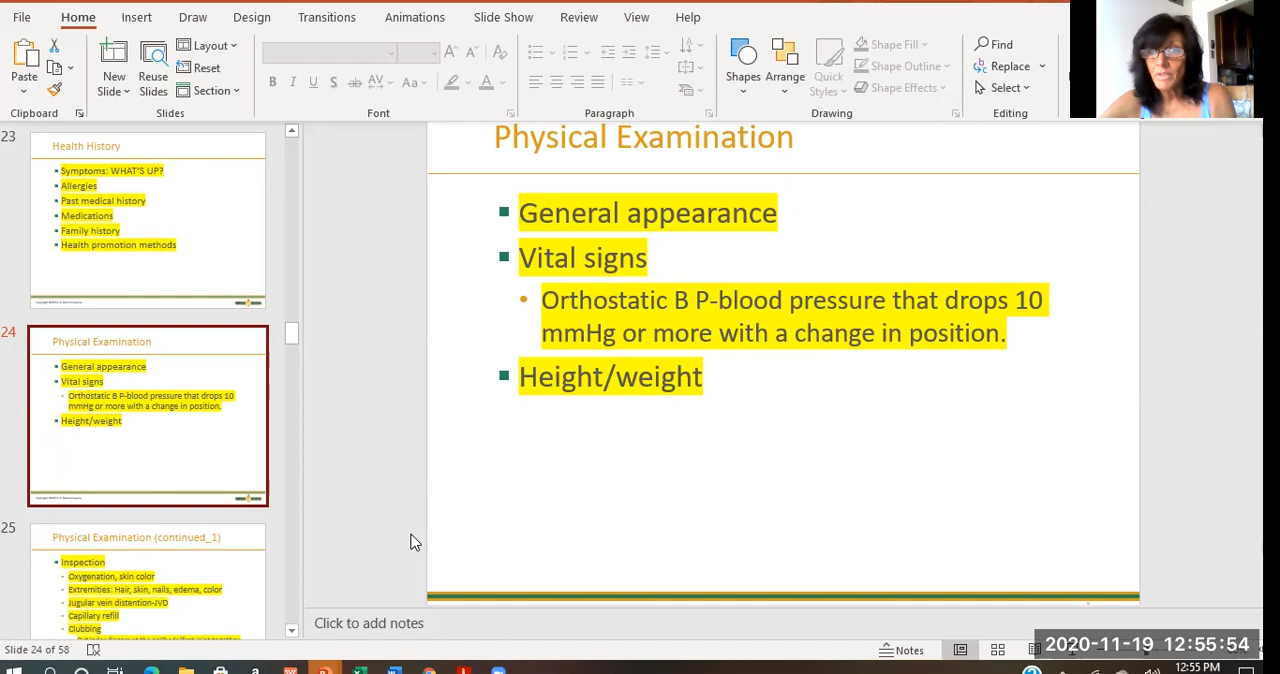 File Home Insert Draw Design Transitions Animations Slide Show Review View Help
Paste
New Slide
Reuse Slides
Layout
Reset
Section
B I U S ab AV Aa A
Shapes
Arrange
Quick Styles
Shape Fill
Shape Outline
Shape Effects
Find
Replace
Select
Clipboard Slides Font Paragraph Drawing Editing
23
Health History
Symptoms: WHAT'S UP?
Allergies
Past medical history
Medications
Family history
Health promotion methods
24
Physical Examination
General appearance
Vital signs
Orthostatic B P-blood pressure that drops 10
mmHg or more with a change in position.
Height/weight
25
Physical Examination (continued_1)
Inspection
Oxygenation, skin color
Extremities: Hair, skin, nails, edema, color
Jugular vein distention-JVD
Capillary refill
Clubbing
Physical Examination
General appearance
Vital signs
Orthostatic B P-blood pressure that drops 10
mmHg or more with a change in position.
Height/weight
Click to add notes
Slide 24 of 58
Notes
2020-11-19 12:55:54
12:55 PM